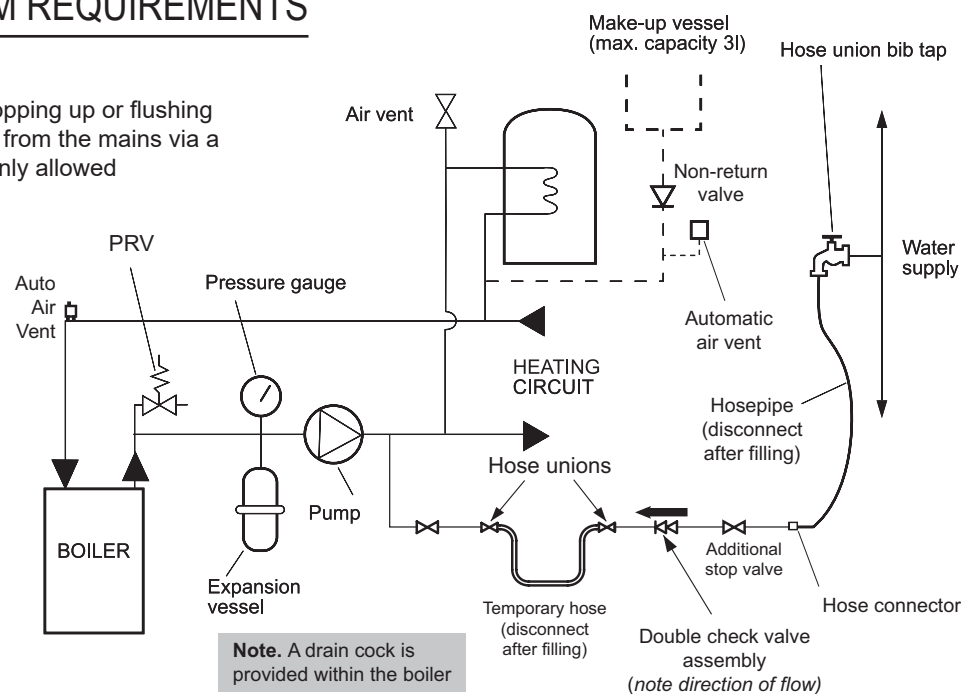 M REQUIREMENTS
opping up or flushing
from the mains via a
nly allowed
Make-up vessel
(max. capacity 3l)
Hose union bib tap
Air vent
Non-return
valve
PRV
Pressure gauge
Auto
Air
Vent
Water
supply
Automatic
air vent
HEATING
CIRCUIT
Hosepipe
(disconnect
after filling)
Hose unions
Pump
BOILER
Additional
stop valve
Expansion
vessel
Temporary hose
(disconnect
after filling)
Hose connector
Double check valve
assembly
(note direction of flow)
Note. A drain cock is
provided within the boiler